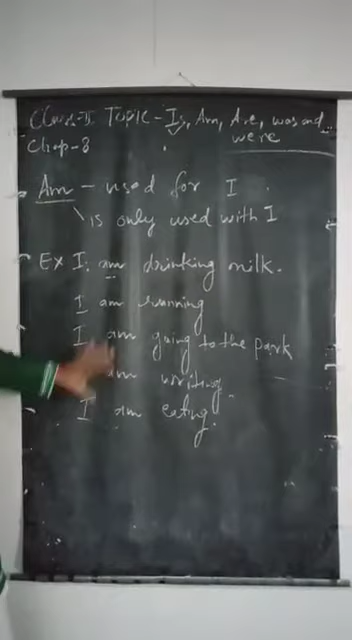 Class-II Topic - Is, Am, Are, was and were
Chap-8
Am - used for I.
is only used with I
Ex I am drinking milk.
I am running
I am going to the park
am writing.
I am eating.